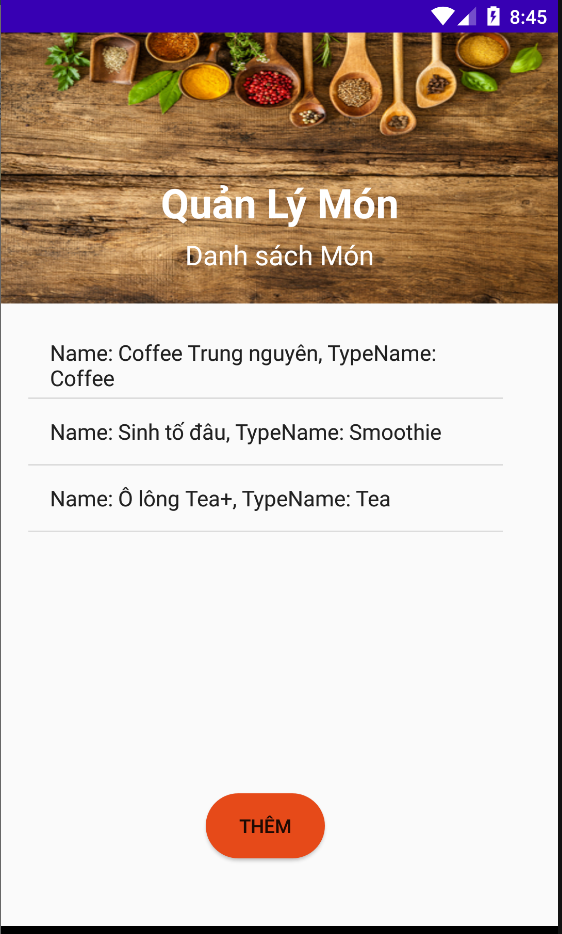 8:45
Quản Lý Món
Danh sách Món
Name: Coffee Trung nguyên, TypeName:
Coffee
Name: Sinh tố đâu, TypeName: Smoothie
Name: Ô lông Tea+, TypeName: Tea
THÊM